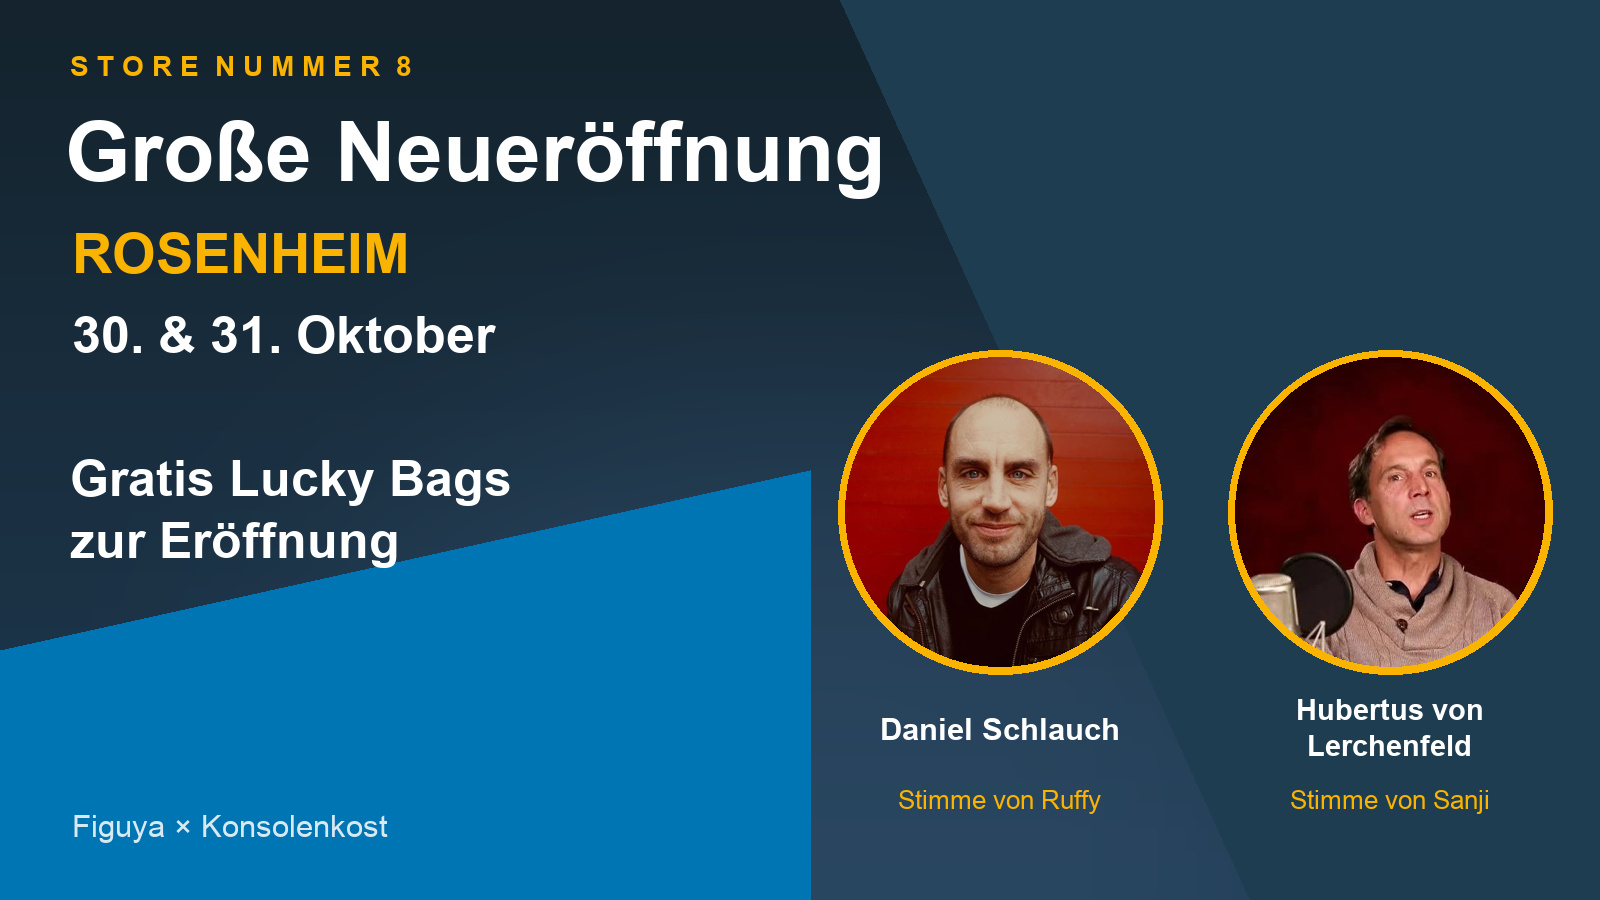 STORE NUMMER 8
Große Neueröffnung
ROSENHEIM
30. & 31. Oktober
Gratis Lucky Bags
zur Eröffnung
Daniel Schlauch
Stimme von Ruffy
Hubertus von
Lerchenfeld
Stimme von Sanji
Figuya × Konsolenkost